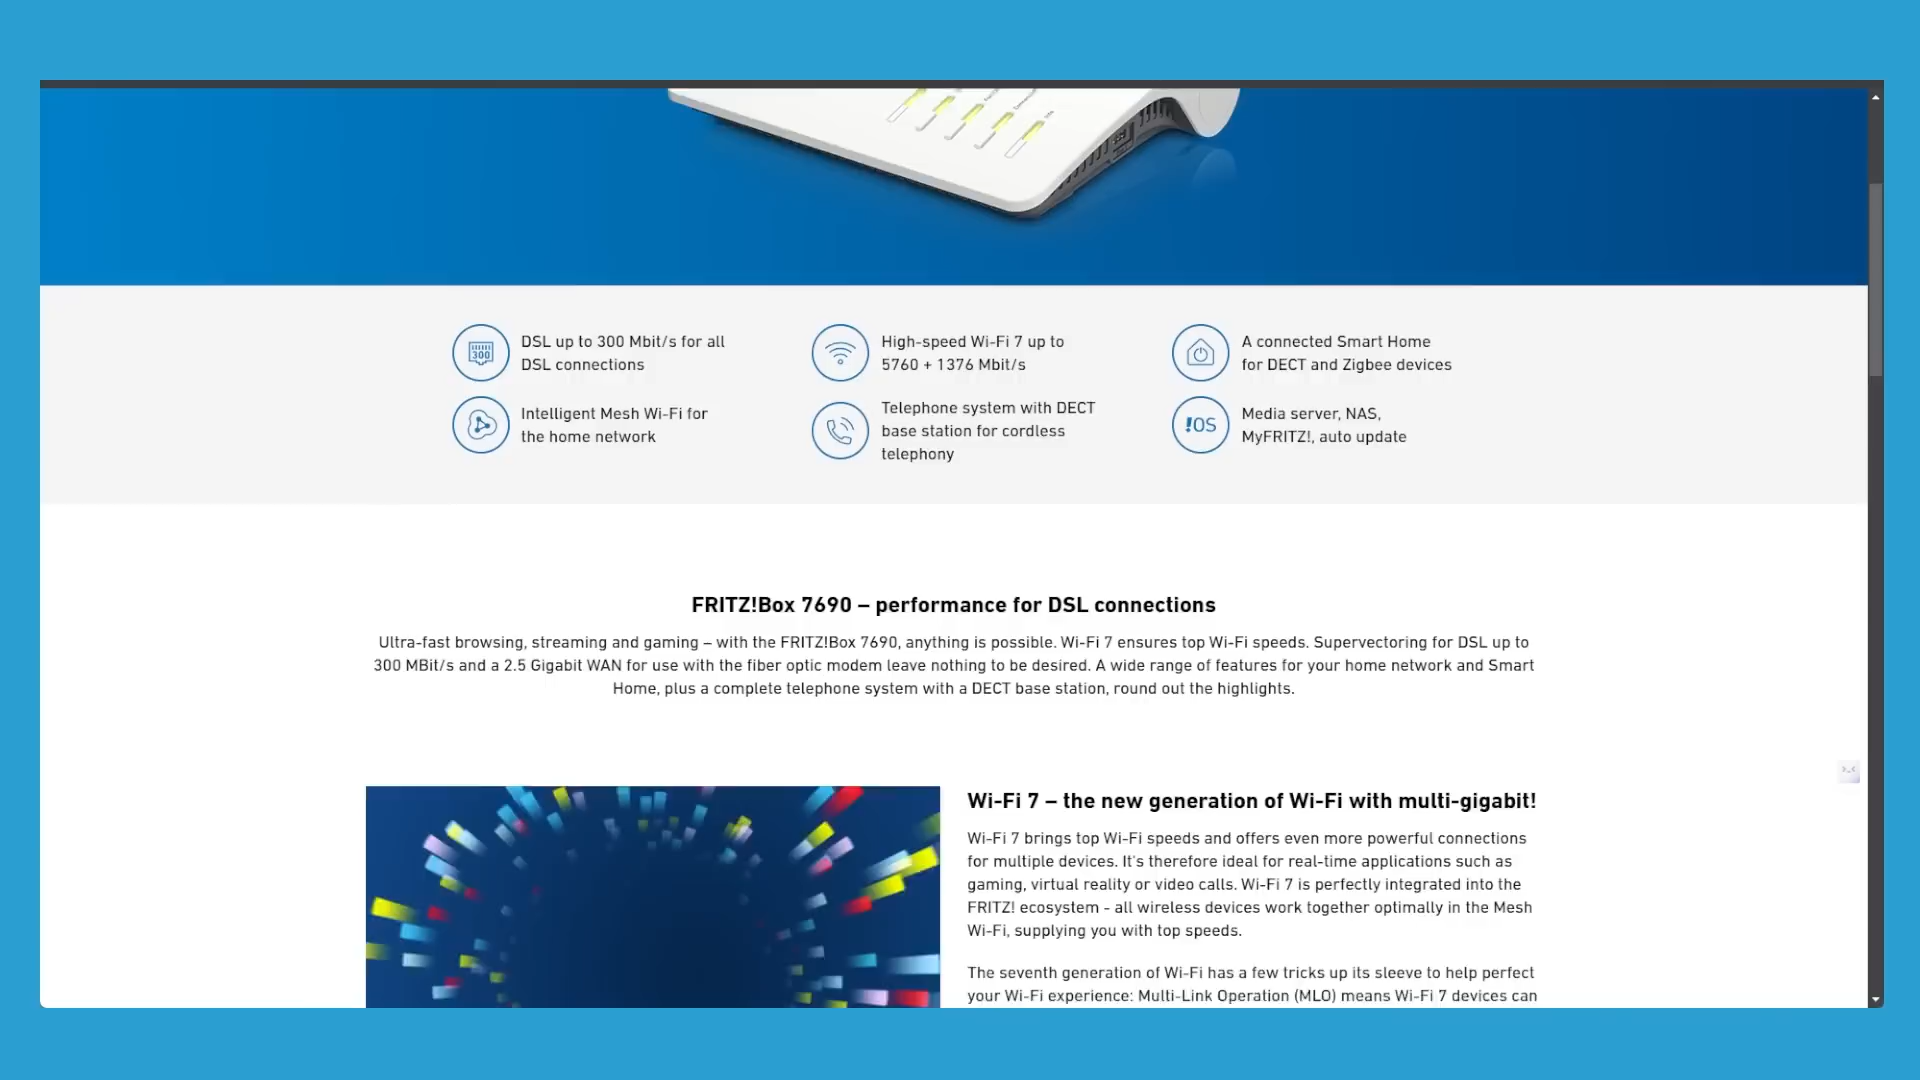 DSL up to 300 Mbit/s for all
DSL connections
High-speed Wi-Fi 7 up to
5760 + 1376 Mbit/s
A connected Smart Home
for DECT and Zigbee devices
300
Intelligent Mesh Wi-Fi for
the home network
Telephone system with DECT
base station for cordless
telephony
!OS
Media server, NAS,
MyFRITZ!, auto update
FRITZ!Box 7690 – performance for DSL connections
Ultra-fast browsing, streaming and gaming – with the FRITZ!Box 7690, anything is possible. Wi-Fi 7 ensures top Wi-Fi speeds. Supervectoring for DSL up to
300 MBit/s and a 2.5 Gigabit WAN for use with the fiber optic modem leave nothing to be desired. A wide range of features for your home network and Smart
Home, plus a complete telephone system with a DECT base station, round out the highlights.
Wi-Fi 7 – the new generation of Wi-Fi with multi-gigabit!
Wi-Fi 7 brings top Wi-Fi speeds and offers even more powerful connections
for multiple devices. It's therefore ideal for real-time applications such as
gaming, virtual reality or video calls. Wi-Fi 7 is perfectly integrated into the
FRITZ! ecosystem - all wireless devices work together optimally in the Mesh
Wi-Fi, supplying you with top speeds.
The seventh generation of Wi-Fi has a few tricks up its sleeve to help perfect
your Wi-Fi experience: Multi-Link Operation (MLO) means Wi-Fi 7 devices can